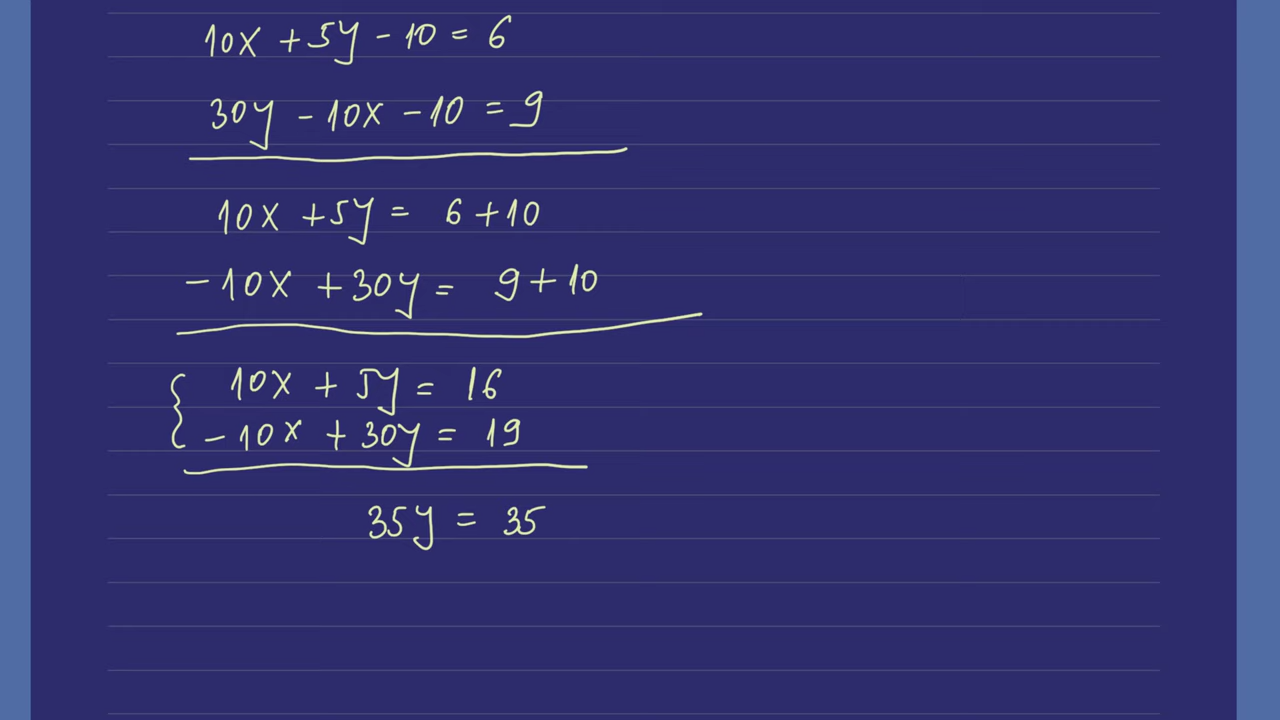 10x + 5y - 10 = 6
30y - 10x - 10 = 9
10x + 5y = 6 + 10
- 10x + 30y = 9 + 10
{ 10x + 5y = 16
- 10x + 30y = 19
35y = 35